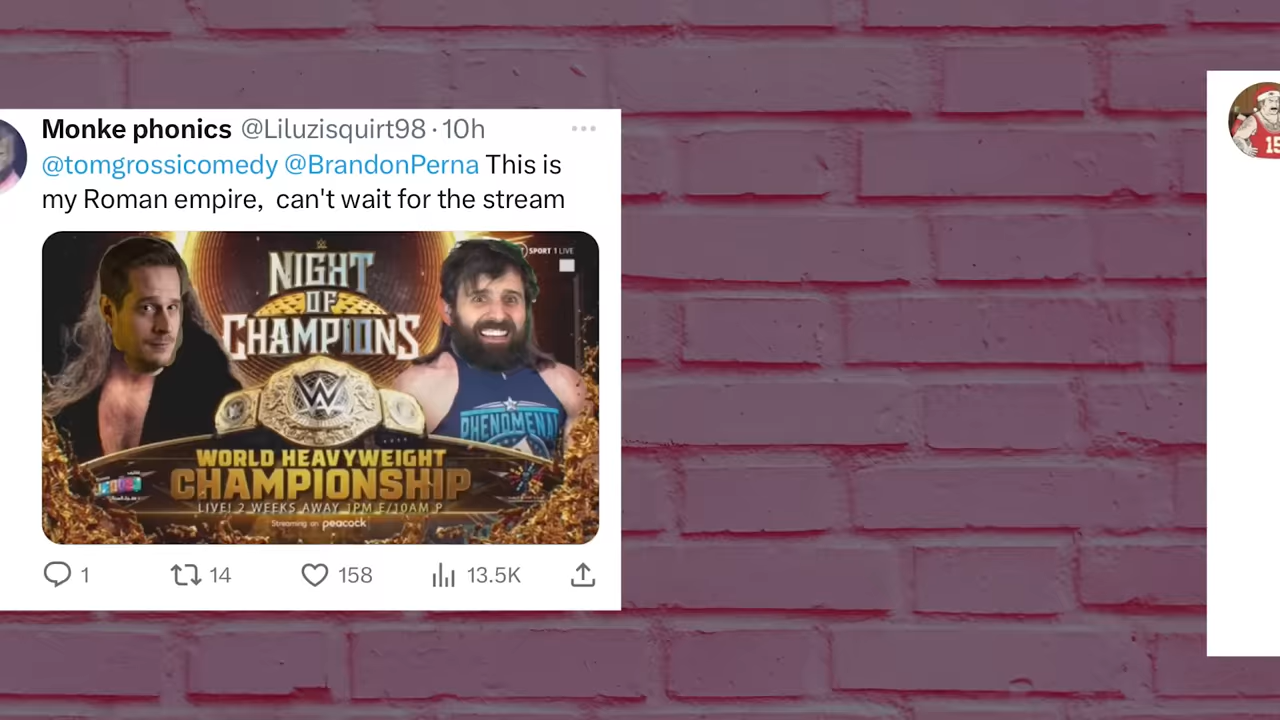 Monke phonics @Liluzisquirt98 · 10h
@tomgrossicomedy @BrandonPerna This is
my Roman empire,  can't wait for the stream
SPORT 1 LIVE
NIGHT
OF
CHAMPIONS
W
PHENOMENAL
WORLD HEAVYWEIGHT
CHAMPIONSHIP
LIVE! 2 WEEKS AWAY 1PM E/10AM P
Streaming on peacock
1 14 158 13.5K
15